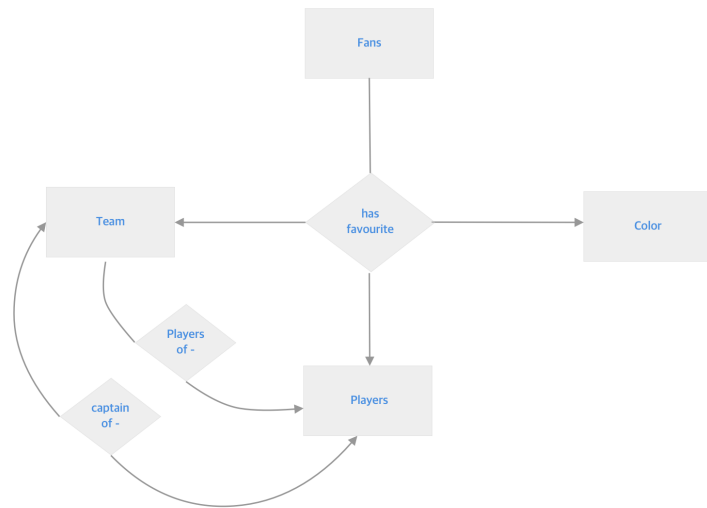 Fans
has
favourite
Team
Color
Players
of -
Players
captain
of -